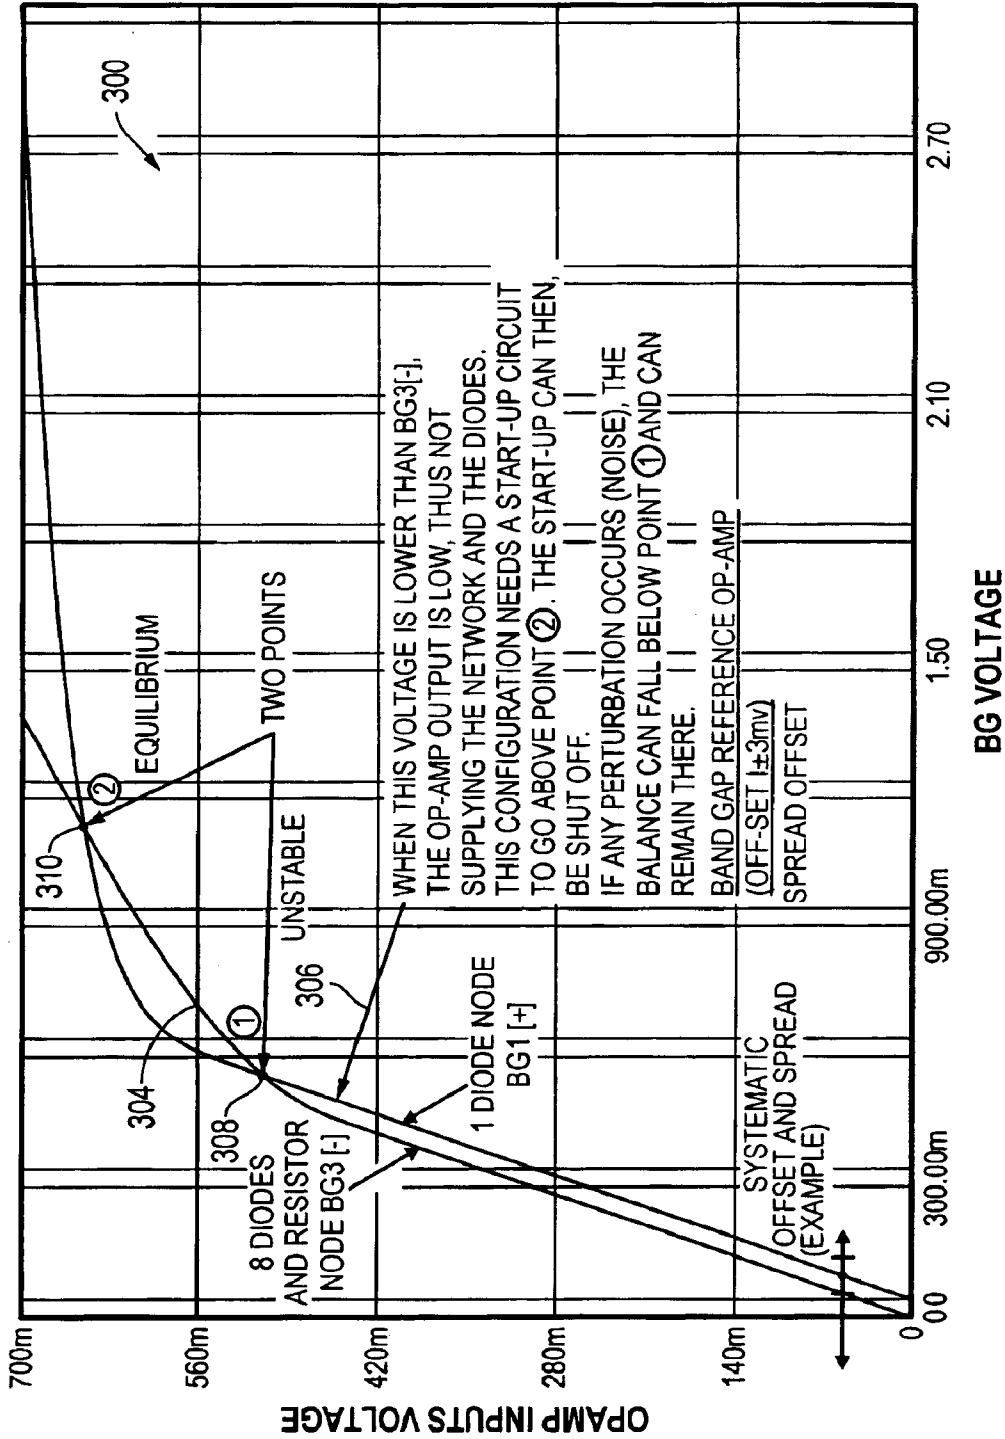 300
310
2
EQUILIBRIUM
TWO POINTS
304
1
UNSTABLE
308
306
WHEN THIS VOLTAGE IS LOWER THAN BG3[-],
THE OP-AMP OUTPUT IS LOW, THUS NOT
SUPPLYING THE NETWORK AND THE DIODES.
THIS CONFIGURATION NEEDS A START-UP CIRCUIT
TO GO ABOVE POINT ②. THE START-UP CAN THEN,
BE SHUT OFF.
IF ANY PERTURBATION OCCURS (NOISE), THE
BALANCE CAN FALL BELOW POINT ① AND CAN
REMAIN THERE.
BAND GAP REFERENCE OP-AMP
(OFF-SET I±3mv)
SPREAD OFFSET
8 DIODES
AND RESISTOR
NODE BG3 [-]
1 DIODE NODE
BG1 [+]
SYSTEMATIC
OFFSET AND SPREAD
(EXAMPLE)
700m
560m
420m
280m
140m
0
OPAMP INPUTS VOLTAGE
0.0
300.00m
900.00m
1.50
2.10
2.70
BG VOLTAGE